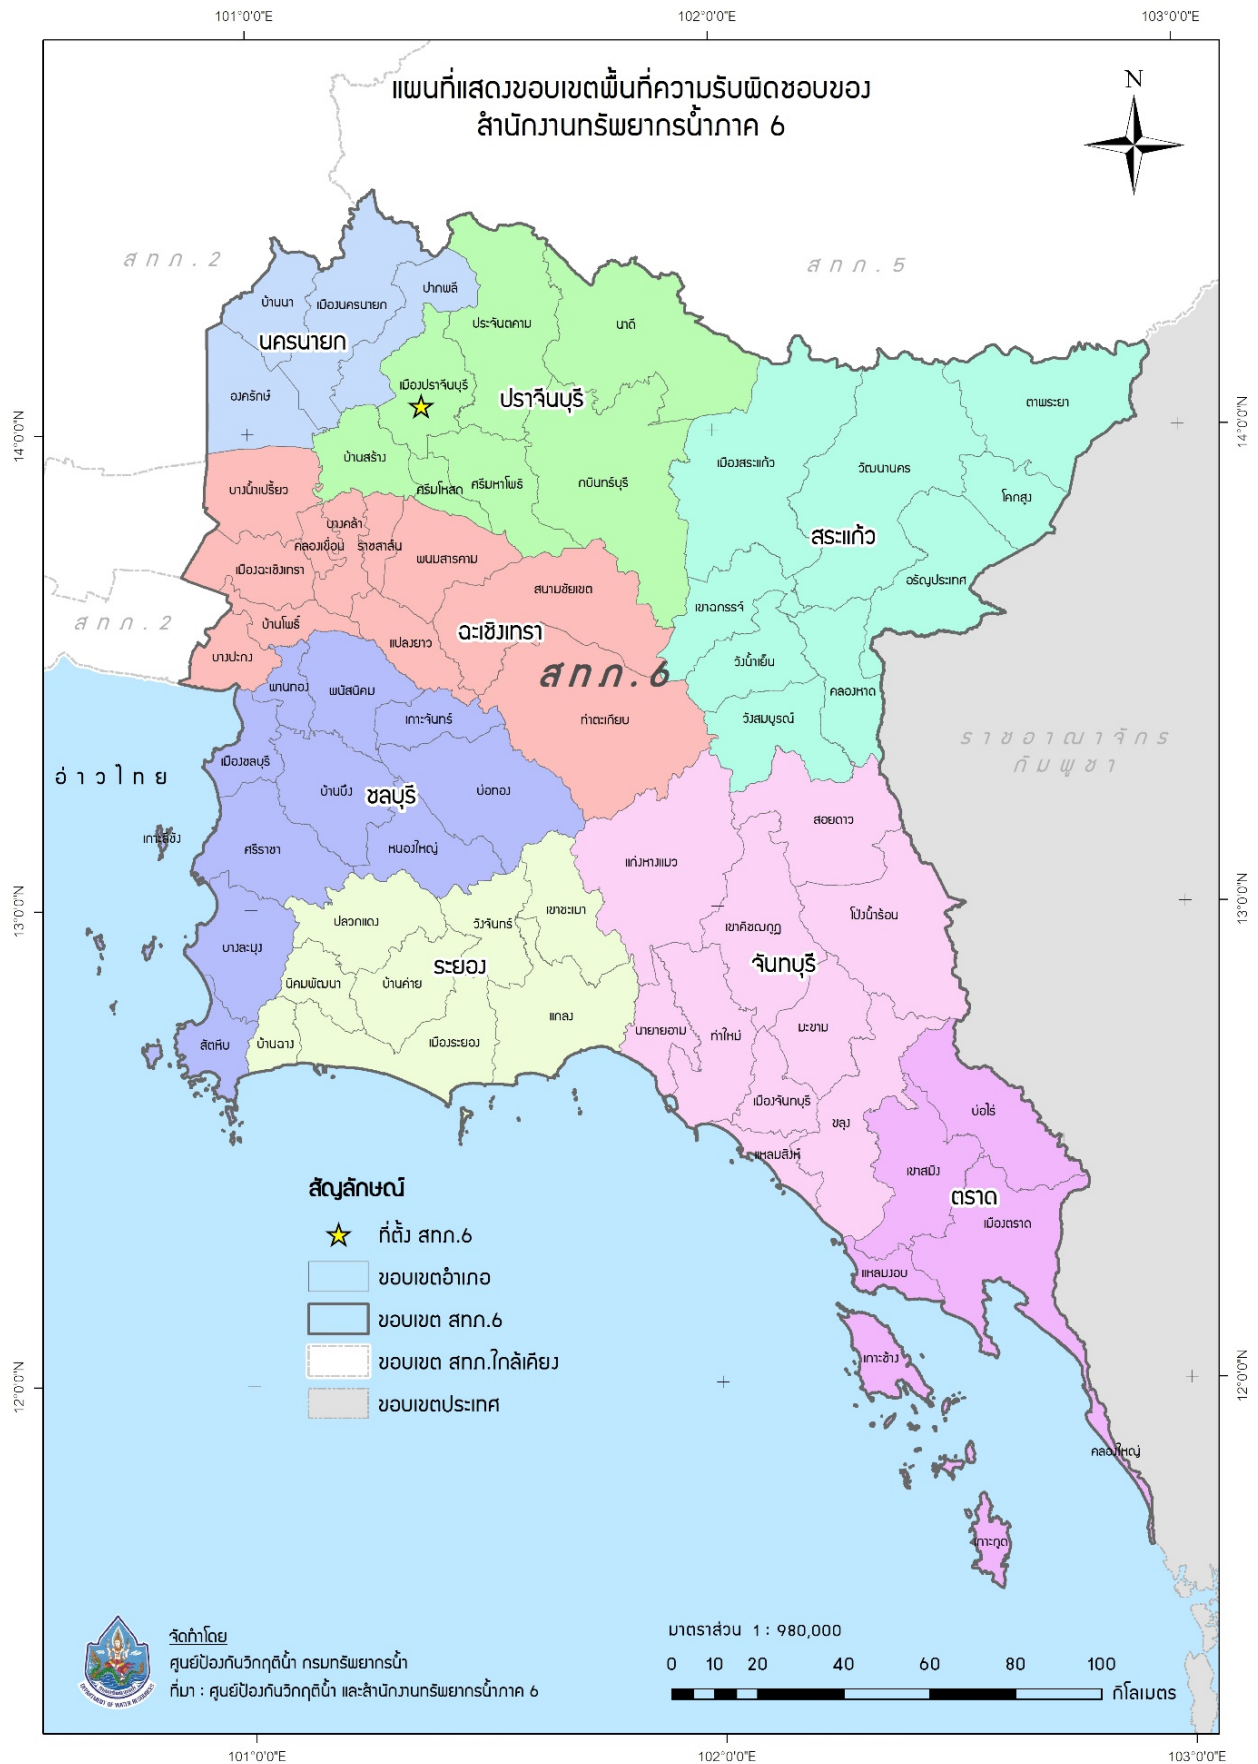 101°0'0"E 102°0'0"E 103°0'0"E
แผนที่แสดงขอบเขตพื้นที่ความรับผิดชอบของ
สำนักงานทรัพยากรน้ำภาค 6
N
สทภ.2
สทภ.5
14°0'0"N
14°0'0"N
บ้านนา
เมืองนครนายก
ปากพลี
นครนายก
องครักษ์
ประจันตคาม
นาดี
เมืองปราจีนบุรี
ปราจีนบุรี
บ้านสร้าง
ศรีมโหสถ
ศรีมหาโพธิ
กบินทร์บุรี
ตาพระยา
เมืองสระแก้ว
วัฒนานคร
โคกสูง
สระแก้ว
อรัญประเทศ
เขาฉกรรจ์
วังน้ำเย็น
คลองหาด
วังสมบูรณ์
บางน้ำเปรี้ยว
บางคล้า
คลองเขื่อน
ราชสาส์น
พนมสารคาม
เมืองฉะเชิงเทรา
สนามชัยเขต
บ้านโพธิ์
แปลงยาว
ฉะเชิงเทรา
บางปะกง
สทภ.2
สทภ.6
ท่าตะเกียบ
พานทอง
พนัสนิคม
เกาะจันทร์
เมืองชลบุรี
บ้านบึง
ชลบุรี
บ่อทอง
อ่าวไทย
ราชอาณาจักร
กัมพูชา
เกาะสีชัง
ศรีราชา
หนองใหญ่
บางละมุง
สัตหีบ
13°0'0"N
13°0'0"N
ปลวกแดง
วังจันทร์
เขาชะเมา
ระยอง
นิคมพัฒนา
บ้านค่าย
แกลง
บ้านฉาง
เมืองระยอง
สอยดาว
แก่งหางแมว
โป่งน้ำร้อน
เขาคิชฌกูฏ
จันทบุรี
นายายอาม
ท่าใหม่
มะขาม
เมืองจันทบุรี
ขลุง
แหลมสิงห์
บ่อไร่
เขาสมิง
ตราด
เมืองตราด
แหลมงอบ
เกาะช้าง
คลองใหญ่
เกาะกูด
สัญลักษณ์
ที่ตั้ง สทภ.6
ขอบเขตอำเภอ
ขอบเขต สทภ.6
ขอบเขต สทภ.ใกล้เคียง
ขอบเขตประเทศ
12°0'0"N
12°0'0"N
จัดทำโดย
ศูนย์ป้องกันวิกฤติน้ำ กรมทรัพยากรน้ำ
ที่มา : ศูนย์ป้องกันวิกฤติน้ำ และสำนักงานทรัพยากรน้ำภาค 6
DEPARTMENT OF WATER RESOURCES
มาตราส่วน 1 : 980,000
0 10 20 40 60 80 100
กิโลเมตร
101°0'0"E 102°0'0"E 103°0'0"E